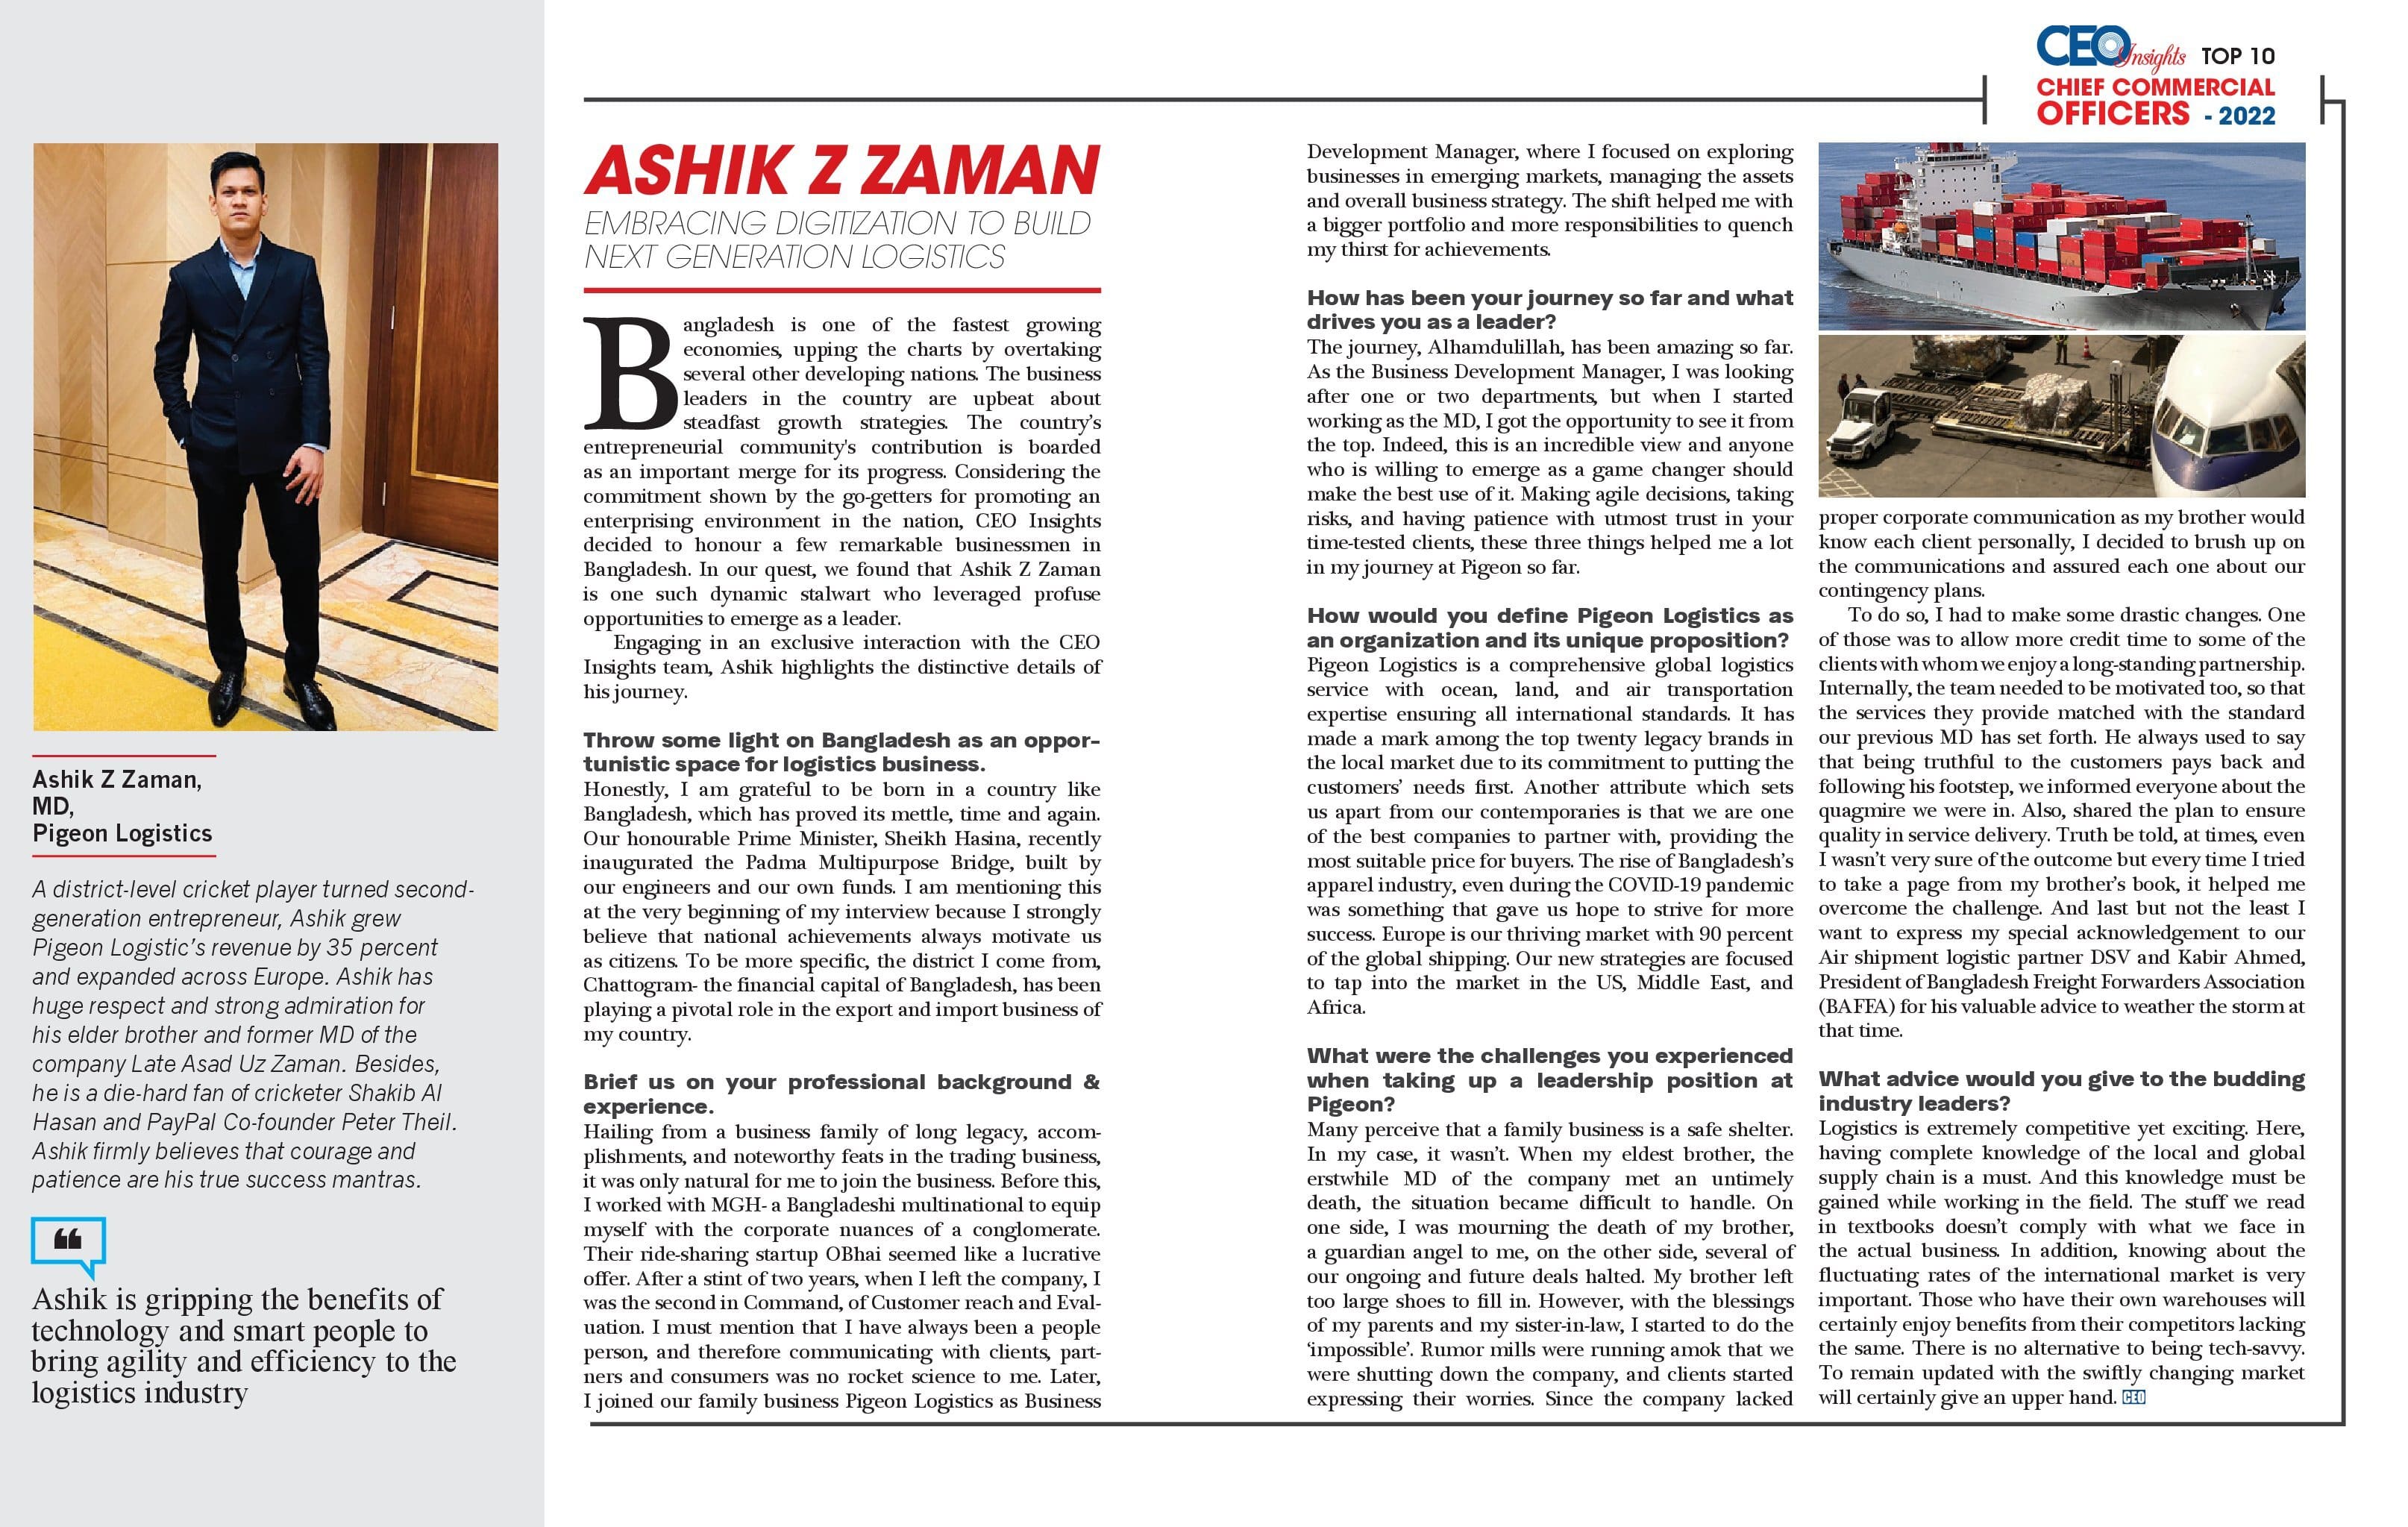 CEO Insights TOP 10
CHIEF COMMERCIAL
OFFICERS - 2022
Ashik Z Zaman,
MD,
Pigeon Logistics
A district-level cricket player turned second-
generation entrepreneur, Ashik grew
Pigeon Logistic's revenue by 35 percent
and expanded across Europe. Ashik has
huge respect and strong admiration for
his elder brother and former MD of the
company Late Asad Uz Zaman. Besides,
he is a die-hard fan of cricketer Shakib Al
Hasan and PayPal Co-founder Peter Theil.
Ashik firmly believes that courage and
patience are his true success mantras.
❝
Ashik is gripping the benefits of
technology and smart people to
bring agility and efficiency to the
logistics industry
ASHIK Z ZAMAN
EMBRACING DIGITIZATION TO BUILD
NEXT GENERATION LOGISTICS
Bangladesh is one of the fastest growing
economies, upping the charts by overtaking
several other developing nations. The business
leaders in the country are upbeat about
steadfast growth strategies. The country's
entrepreneurial community's contribution is boarded
as an important merge for its progress. Considering the
commitment shown by the go-getters for promoting an
enterprising environment in the nation, CEO Insights
decided to honour a few remarkable businessmen in
Bangladesh. In our quest, we found that Ashik Z Zaman
is one such dynamic stalwart who leveraged profuse
opportunities to emerge as a leader.
Engaging in an exclusive interaction with the CEO
Insights team, Ashik highlights the distinctive details of
his journey.
Throw some light on Bangladesh as an oppor-
tunistic space for logistics business.
Honestly, I am grateful to be born in a country like
Bangladesh, which has proved its mettle, time and again.
Our honourable Prime Minister, Sheikh Hasina, recently
inaugurated the Padma Multipurpose Bridge, built by
our engineers and our own funds. I am mentioning this
at the very beginning of my interview because I strongly
believe that national achievements always motivate us
as citizens. To be more specific, the district I come from,
Chattogram- the financial capital of Bangladesh, has been
playing a pivotal role in the export and import business of
my country.
Brief us on your professional background &
experience.
Hailing from a business family of long legacy, accom-
plishments, and noteworthy feats in the trading business,
it was only natural for me to join the business. Before this,
I worked with MGH- a Bangladeshi multinational to equip
myself with the corporate nuances of a conglomerate.
Their ride-sharing startup OBhai seemed like a lucrative
offer. After a stint of two years, when I left the company, I
was the second in Command, of Customer reach and Eval-
uation. I must mention that I have always been a people
person, and therefore communicating with clients, part-
ners and consumers was no rocket science to me. Later,
I joined our family business Pigeon Logistics as Business
Development Manager, where I focused on exploring
businesses in emerging markets, managing the assets
and overall business strategy. The shift helped me with
a bigger portfolio and more responsibilities to quench
my thirst for achievements.
How has been your journey so far and what
drives you as a leader?
The journey, Alhamdulillah, has been amazing so far.
As the Business Development Manager, I was looking
after one or two departments, but when I started
working as the MD, I got the opportunity to see it from
the top. Indeed, this is an incredible view and anyone
who is willing to emerge as a game changer should
make the best use of it. Making agile decisions, taking
risks, and having patience with utmost trust in your
time-tested clients, these three things helped me a lot
in my journey at Pigeon so far.
How would you define Pigeon Logistics as
an organization and its unique proposition?
Pigeon Logistics is a comprehensive global logistics
service with ocean, land, and air transportation
expertise ensuring all international standards. It has
made a mark among the top twenty legacy brands in
the local market due to its commitment to putting the
customers' needs first. Another attribute which sets
us apart from our contemporaries is that we are one
of the best companies to partner with, providing the
most suitable price for buyers. The rise of Bangladesh's
apparel industry, even during the COVID-19 pandemic
was something that gave us hope to strive for more
success. Europe is our thriving market with 90 percent
of the global shipping. Our new strategies are focused
to tap into the market in the US, Middle East, and
Africa.
What were the challenges you experienced
when taking up a leadership position at
Pigeon?
Many perceive that a family business is a safe shelter.
In my case, it wasn't. When my eldest brother, the
erstwhile MD of the company met an untimely
death, the situation became difficult to handle. On
one side, I was mourning the death of my brother,
a guardian angel to me, on the other side, several of
our ongoing and future deals halted. My brother left
too large shoes to fill in. However, with the blessings
of my parents and my sister-in-law, I started to do the
'impossible'. Rumor mills were running amok that we
were shutting down the company, and clients started
expressing their worries. Since the company lacked
proper corporate communication as my brother would
know each client personally, I decided to brush up on
the communications and assured each one about our
contingency plans.
To do so, I had to make some drastic changes. One
of those was to allow more credit time to some of the
clients with whom we enjoy a long-standing partnership.
Internally, the team needed to be motivated too, so that
the services they provide matched with the standard
our previous MD has set forth. He always used to say
that being truthful to the customers pays back and
following his footstep, we informed everyone about the
quagmire we were in. Also, shared the plan to ensure
quality in service delivery. Truth be told, at times, even
I wasn't very sure of the outcome but every time I tried
to take a page from my brother's book, it helped me
overcome the challenge. And last but not the least I
want to express my special acknowledgement to our
Air shipment logistic partner DSV and Kabir Ahmed,
President of Bangladesh Freight Forwarders Association
(BAFFA) for his valuable advice to weather the storm at
that time.
What advice would you give to the budding
industry leaders?
Logistics is extremely competitive yet exciting. Here,
having complete knowledge of the local and global
supply chain is a must. And this knowledge must be
gained while working in the field. The stuff we read
in textbooks doesn't comply with what we face in
the actual business. In addition, knowing about the
fluctuating rates of the international market is very
important. Those who have their own warehouses will
certainly enjoy benefits from their competitors lacking
the same. There is no alternative to being tech-savvy.
To remain updated with the swiftly changing market
will certainly give an upper hand. CEO